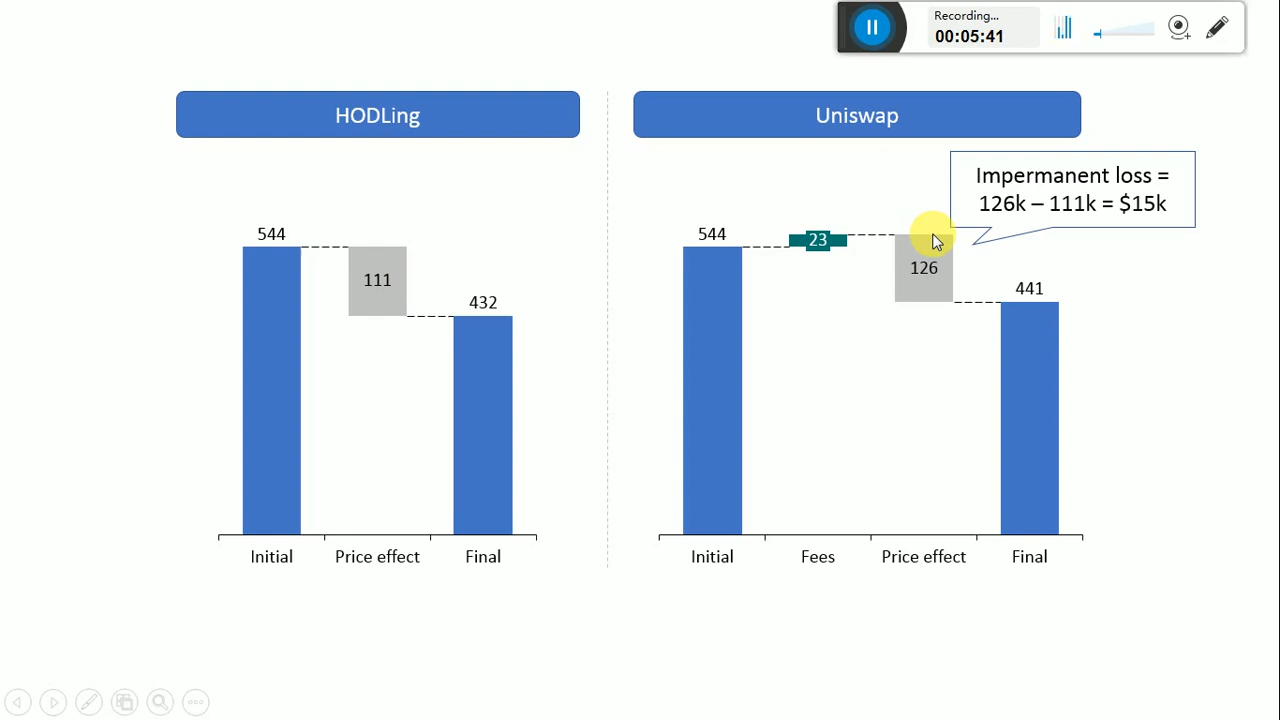 Recording...
00:05:41
HODLing
Uniswap
Impermanent loss =
126k – 111k = $15k
544
111
432
Initial
Price effect
Final
544
23
126
441
Initial
Fees
Price effect
Final